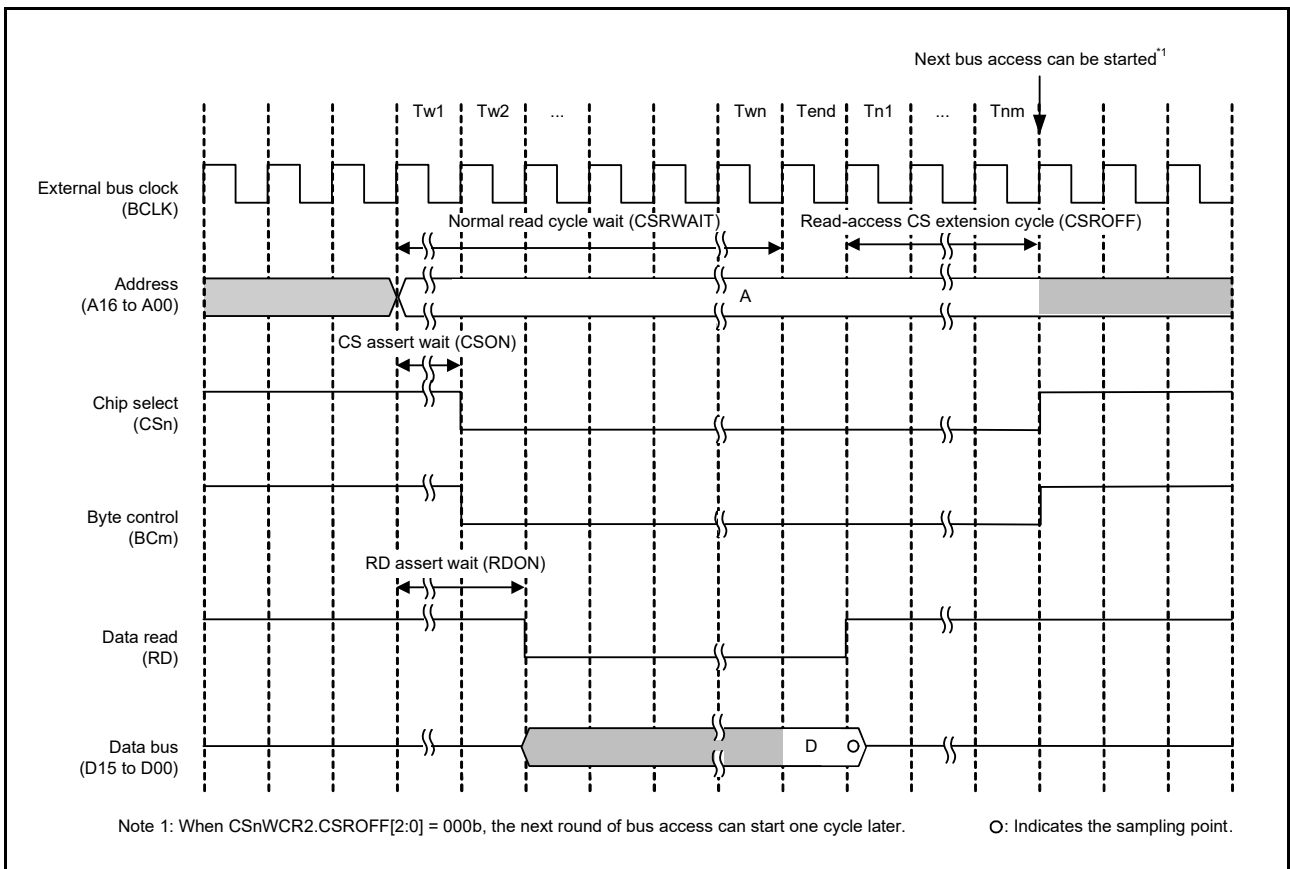 Next bus access can be started*1
Tw1 Tw2 ... Twn Tend Tn1 ... Tnm
External bus clock
(BCLK)
Normal read cycle wait (CSRWAIT)
Read-access CS extension cycle (CSROFF)
Address
(A16 to A00)
A
CS assert wait (CSON)
Chip select
(CSn)
Byte control
(BCm)
RD assert wait (RDON)
Data read
(RD)
Data bus
(D15 to D00)
D
Note 1: When CSnWCR2.CSROFF[2:0] = 000b, the next round of bus access can start one cycle later.
O: Indicates the sampling point.